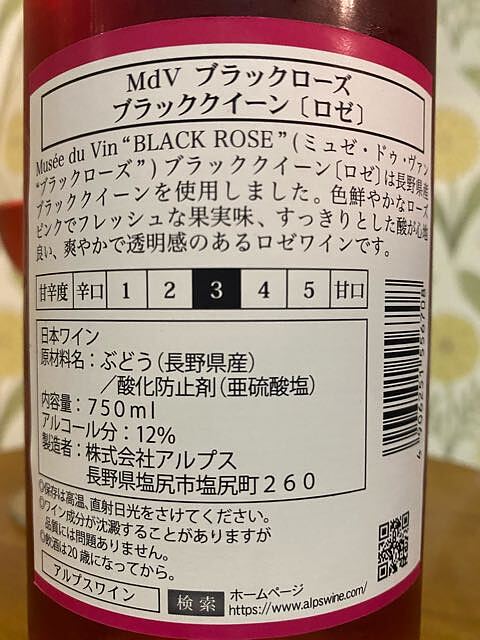 MdV ブラックローズ
ブラッククイーン〔ロゼ〕
Musée du Vin “BLACK ROSE”(ミュゼ・ドゥ・ヴァン
“ブラックローズ”)ブラッククイーン〔ロゼ〕は長野県産
ブラッククイーンを使用しました。色鮮やかなローズ
ピンクでフレッシュな果実味、すっきりとした酸が心地
良い、爽やかで透明感のあるロゼワインです。
甘辛度 辛口 1 2 3 4 5 甘口
日本ワイン
原材料名：ぶどう(長野県産)
／酸化防止剤(亜硫酸塩)
内容量：750ml
アルコール分：12%
製造者：株式会社アルプス
長野県塩尻市塩尻町260
◎保存は高温、直射日光をさけてください。
◎ワイン成分が沈澱することがありますが
品質には問題ありません。
◎飲酒は20歳になってから。
アルプスワイン 検索 ホームページ
https://www.alpswine.com